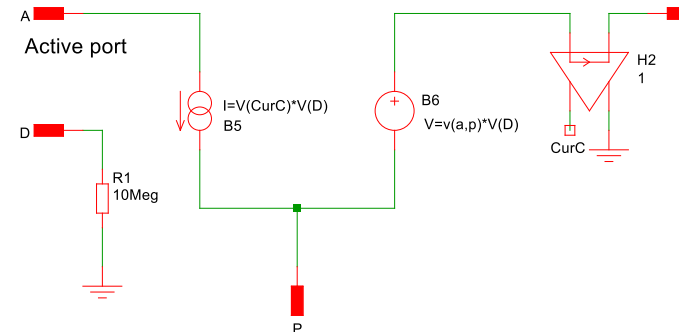 A
Active port
H2
1
I=V(CurC)*V(D)
B5
B6
V=v(a,p)*V(D)
D
CurC
R1
10Meg
P